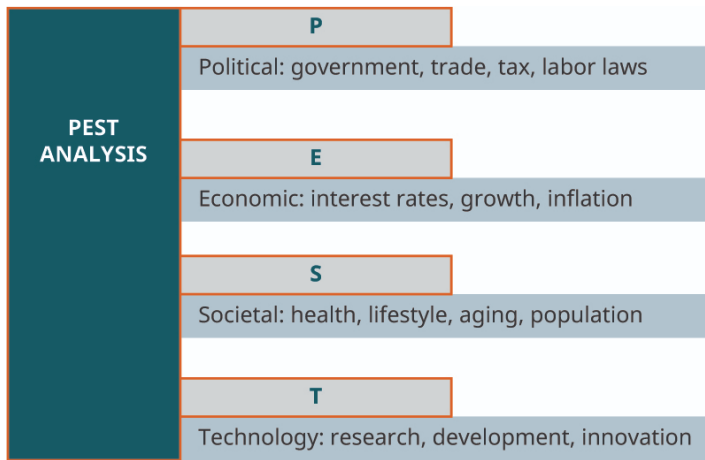 PEST
ANALYSIS
P
Political: government, trade, tax, labor laws
E
Economic: interest rates, growth, inflation
S
Societal: health, lifestyle, aging, population
T
Technology: research, development, innovation